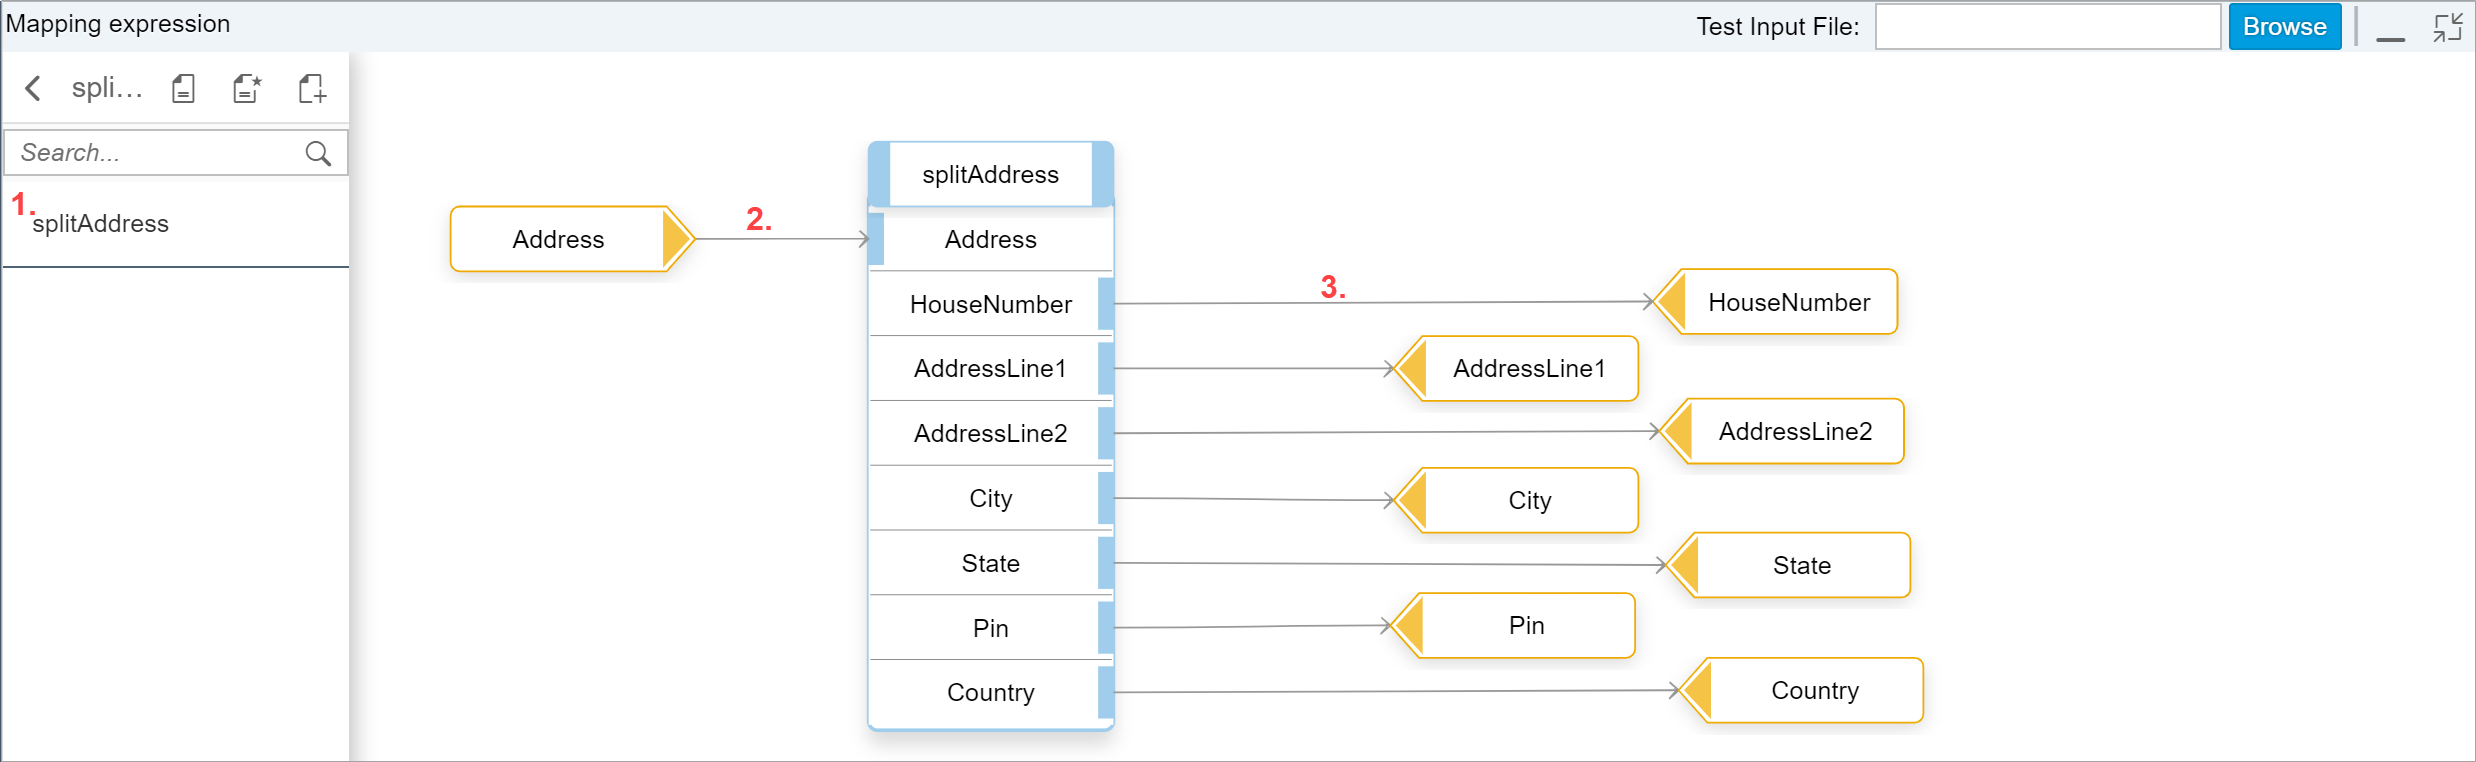 Mapping expression
Test Input File:
Browse
spli...
Search...
1.
splitAddress
Address
2.
splitAddress
Address
HouseNumber
AddressLine1
AddressLine2
City
State
Pin
Country
3.
HouseNumber
AddressLine1
AddressLine2
City
State
Pin
Country